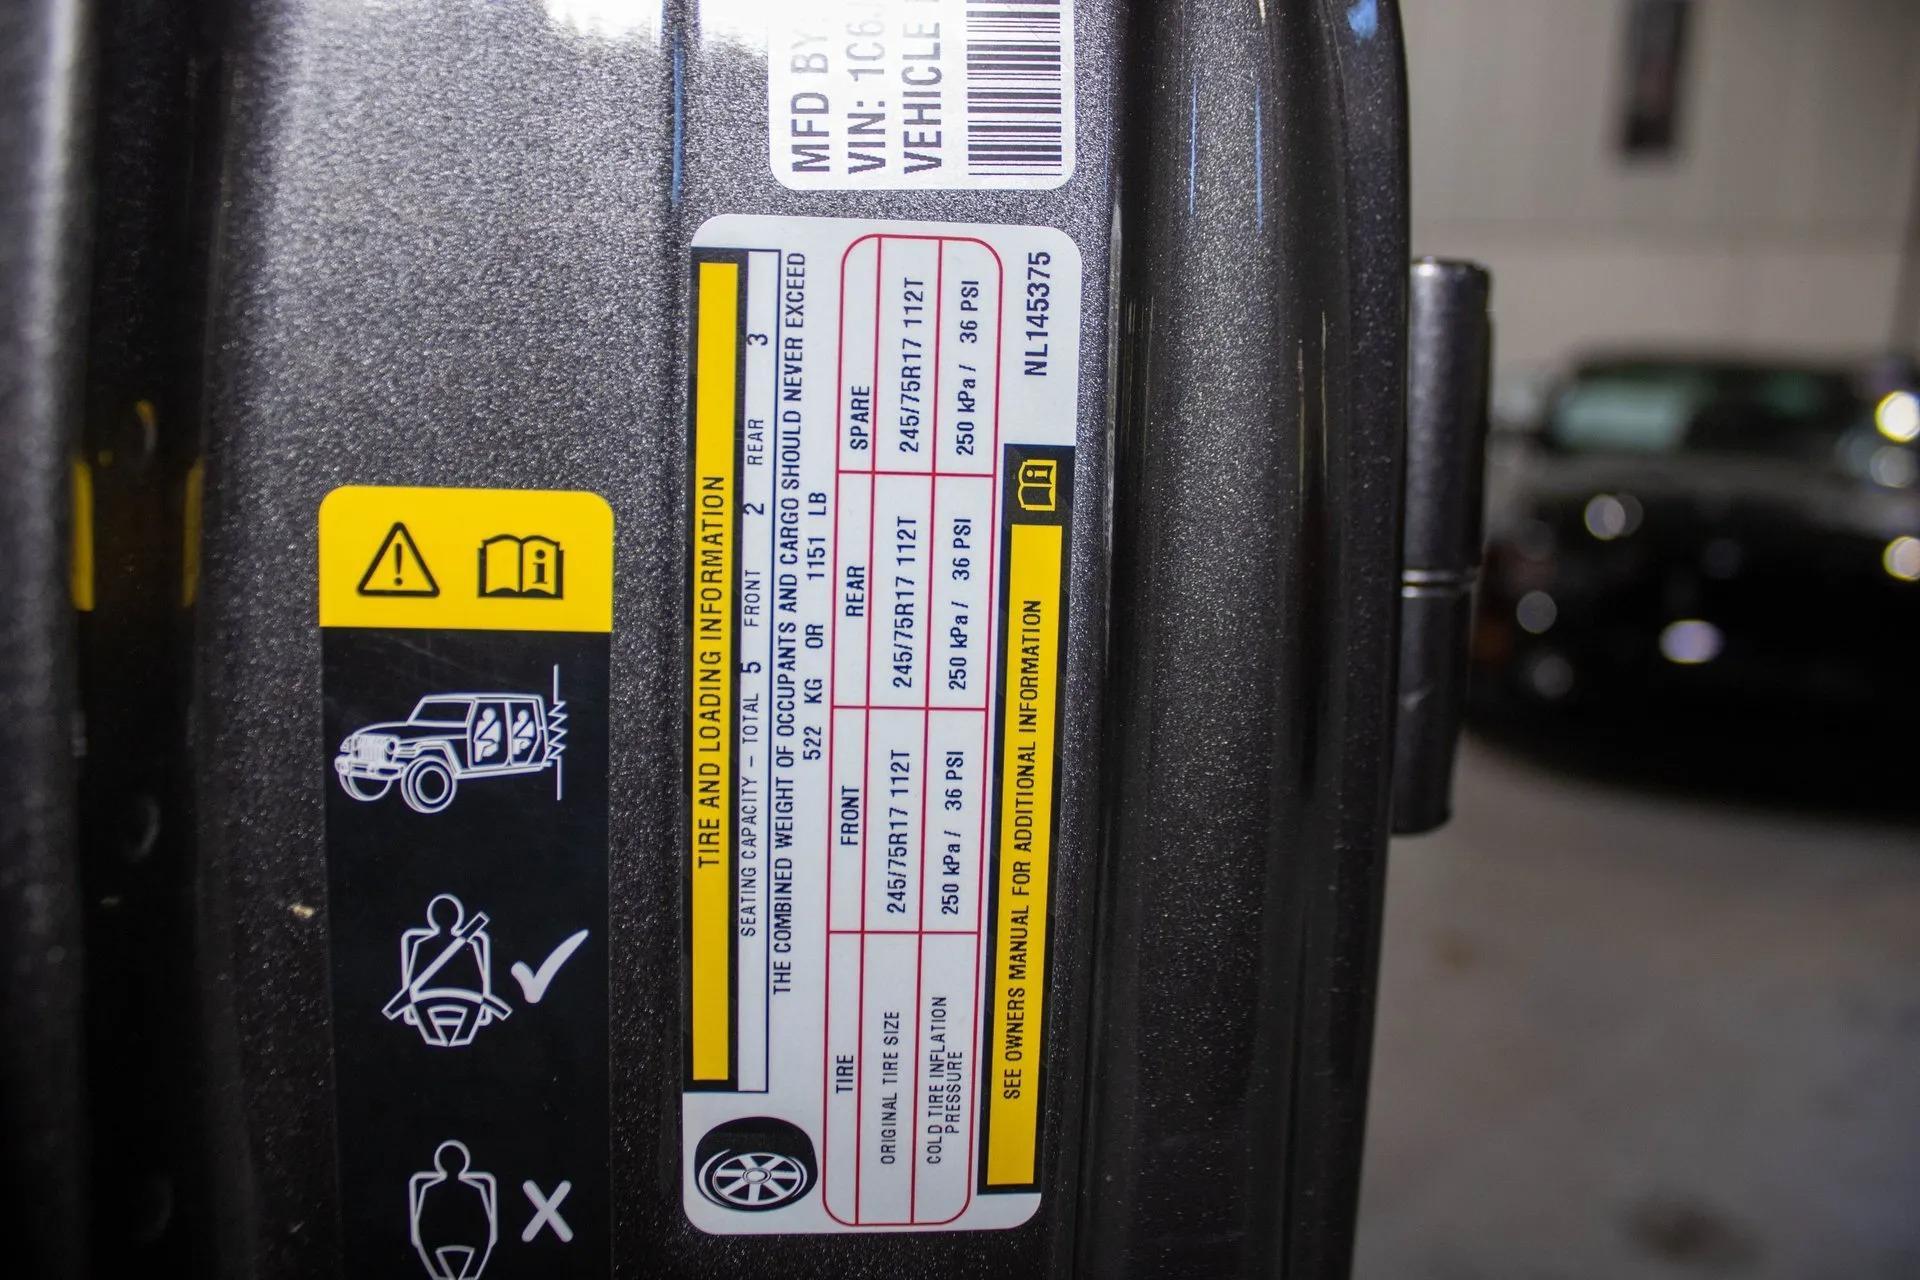 MFD BY:
VIN: 1C6
VEHICLE
TIRE AND LOADING INFORMATION
SEATING CAPACITY – TOTAL 5 FRONT 2 REAR 3
THE COMBINED WEIGHT OF OCCUPANTS AND CARGO SHOULD NEVER EXCEED
522 KG OR 1151 LB
TIRE FRONT REAR SPARE
ORIGINAL TIRE SIZE 245/75R17 112T 245/75R17 112T 245/75R17 112T
COLD TIRE INFLATION
PRESSURE 250 kPa / 36 PSI 250 kPa / 36 PSI 250 kPa / 36 PSI
SEE OWNERS MANUAL FOR ADDITIONAL INFORMATION
NL145375